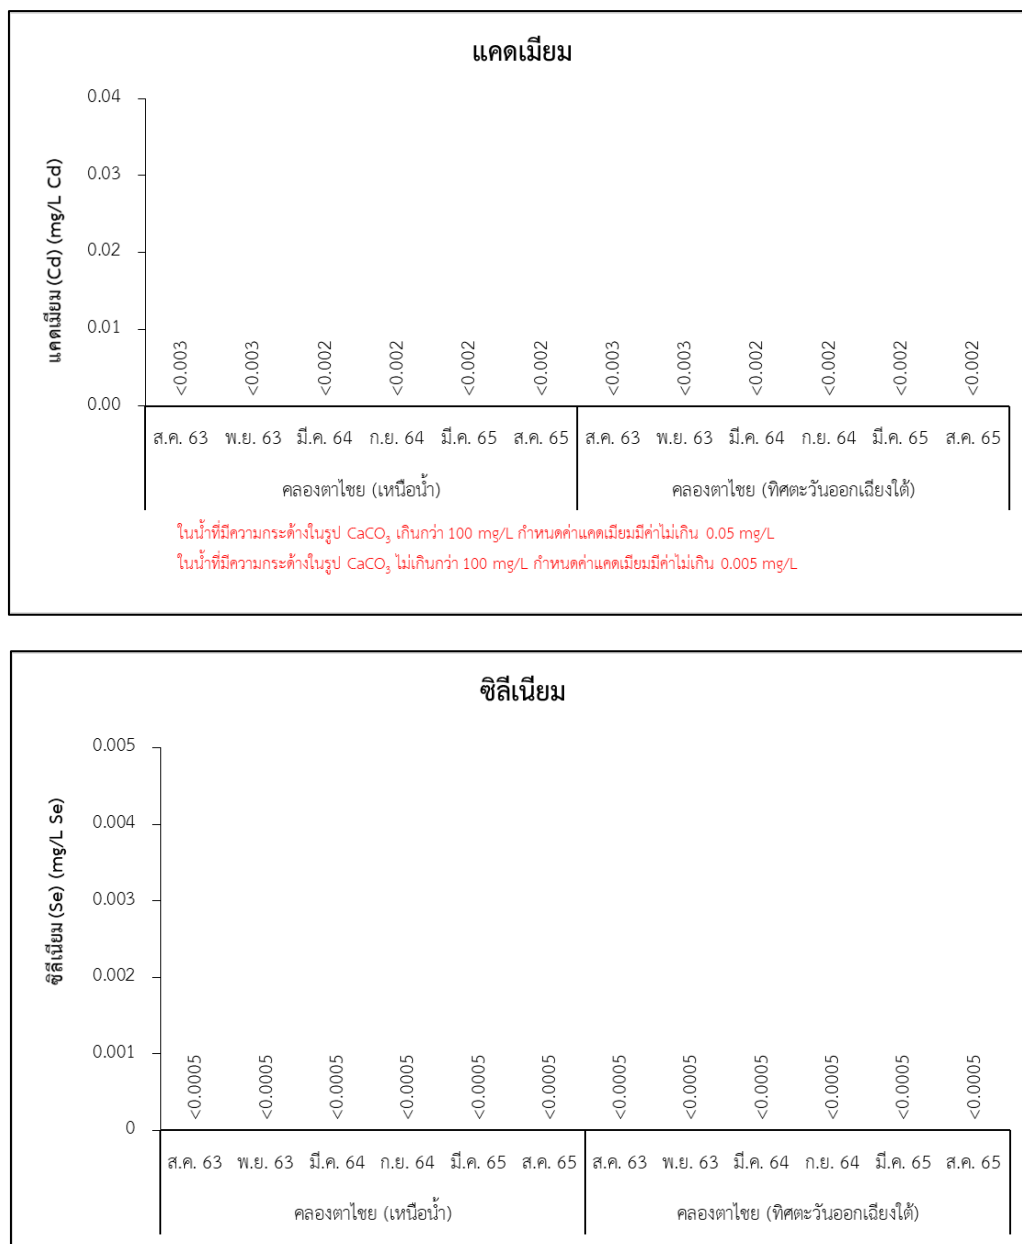 แคดเมียม
แคดเมียม (Cd) (mg/L Cd)
0.04
0.03
0.02
0.01
0.00
<0.003 <0.003 <0.002 <0.002 <0.002 <0.002 <0.003 <0.003 <0.002 <0.002 <0.002 <0.002
ส.ค. 63 พ.ย. 63 มี.ค. 64 ก.ย. 64 มี.ค. 65 ส.ค. 65 ส.ค. 63 พ.ย. 63 มี.ค. 64 ก.ย. 64 มี.ค. 65 ส.ค. 65
คลองตาไชย (เหนือน้ำ) คลองตาไชย (ทิศตะวันออกเฉียงใต้)
ในน้ำที่มีความกระด้างในรูป CaCO₃ เกินกว่า 100 mg/L กำหนดค่าแคดเมียมมีค่าไม่เกิน 0.05 mg/L
ในน้ำที่มีความกระด้างในรูป CaCO₃ ไม่เกินกว่า 100 mg/L กำหนดค่าแคดเมียมมีค่าไม่เกิน 0.005 mg/L
ซิลีเนียม
ซิลีเนียม (Se) (mg/L Se)
0.005
0.004
0.003
0.002
0.001
0
<0.0005 <0.0005 <0.0005 <0.0005 <0.0005 <0.0005 <0.0005 <0.0005 <0.0005 <0.0005 <0.0005 <0.0005
ส.ค. 63 พ.ย. 63 มี.ค. 64 ก.ย. 64 มี.ค. 65 ส.ค. 65 ส.ค. 63 พ.ย. 63 มี.ค. 64 ก.ย. 64 มี.ค. 65 ส.ค. 65
คลองตาไชย (เหนือน้ำ) คลองตาไชย (ทิศตะวันออกเฉียงใต้)